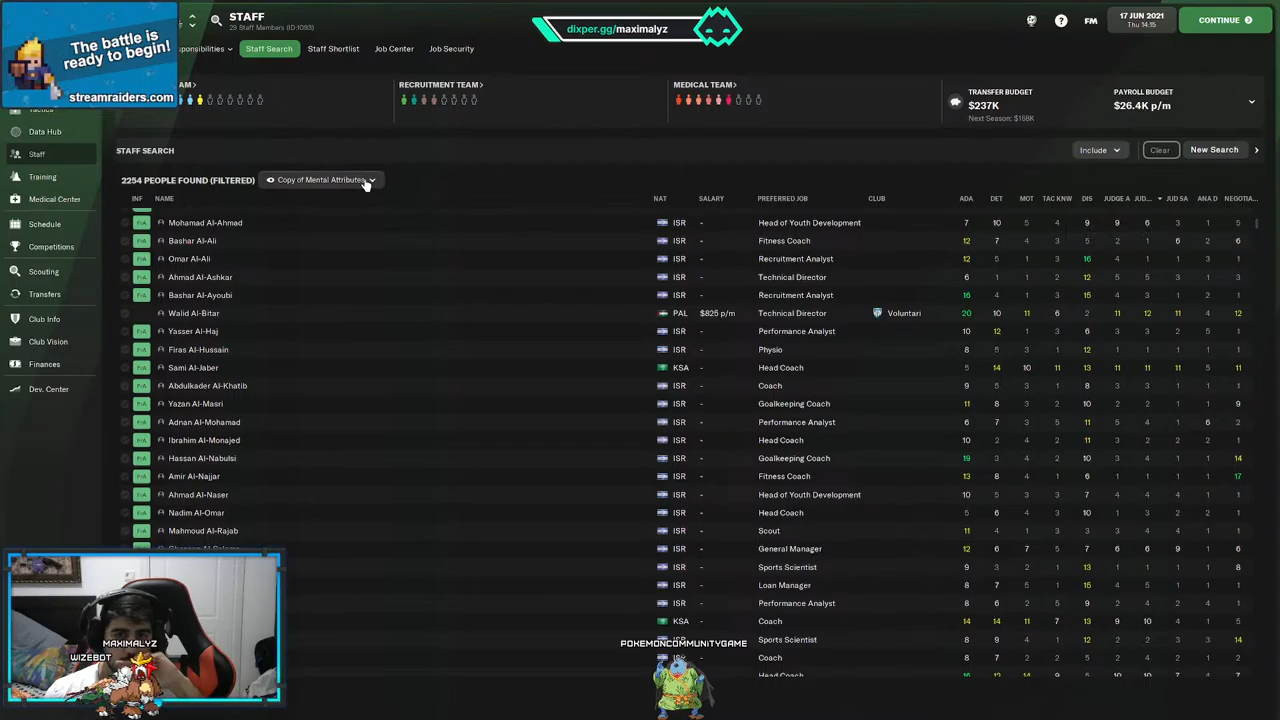 The battle is
ready to begin!
streamraiders.com
STAFF
29 Staff Members (ID:1093)
dixper.gg/maximalyz
FM
17 JUN 2021
Thu 14:15
CONTINUE
Staff Search
Staff Shortlist
Job Center
Job Security
RECRUITMENT TEAM
MEDICAL TEAM
TRANSFER BUDGET
$237K
Next Season: $168K
PAYROLL BUDGET
$26.4K p/m
Data Hub
Staff
Training
Medical Center
Schedule
Competitions
Scouting
Transfers
Club Info
Club Vision
Finances
Dev. Center
STAFF SEARCH
Include
Clear
New Search
2254 PEOPLE FOUND (FILTERED)
Copy of Mental Attributes
INF NAME NAT SALARY PREFERRED JOB CLUB ADA DET MOT TAC KNW DIS JUDGE A JUD... JUD SA ANA D NEGOTIA...
F/A Mohamad Al-Ahmad ISR - Head of Youth Development 7 10 5 4 9 9 6 3 1 5
F/A Bashar Al-Ali ISR - Fitness Coach 12 7 4 3 5 2 1 6 2 6
F/A Omar Al-Ali ISR - Recruitment Analyst 12 5 1 3 16 4 1 1 3 1
F/A Ahmad Al-Ashkar ISR - Technical Director 6 1 1 2 12 5 5 3 1 3
F/A Bashar Al-Ayoubi ISR - Recruitment Analyst 16 4 1 3 15 4 3 1 2 1
Walid Al-Bitar PAL $825 p/m Technical Director Voluntari 20 10 11 6 2 11 12 11 4 12
F/A Yasser Al-Haj ISR - Performance Analyst 10 12 2 3 6 3 3 2 5 1
F/A Firas Al-Hussain ISR - Physio 8 5 3 1 12 1 1 1 1 1
F/A Sami Al-Jaber KSA - Head Coach 5 14 10 11 13 11 11 11 5 11
F/A Abdulkader Al-Khatib ISR - Coach 9 5 3 1 8 3 3 1 1 2
F/A Yazan Al-Masri ISR - Goalkeeping Coach 11 8 3 2 10 2 2 1 1 9
F/A Adnan Al-Mohamad ISR - Performance Analyst 6 7 3 5 11 5 4 1 6 2
F/A Ibrahim Al-Monajed ISR - Head Coach 10 2 4 2 11 3 2 2 2 1
F/A Hassan Al-Nabulsi ISR - Goalkeeping Coach 19 3 4 2 10 3 4 2 1 14
F/A Amir Al-Najjar ISR - Fitness Coach 13 8 4 1 6 2 2 1 1 17
F/A Ahmad Al-Naser ISR - Head of Youth Development 10 5 3 3 7 4 4 4 1 1
F/A Nadim Al-Omar ISR - Head Coach 5 6 4 3 10 2 1 2 1 2
F/A Mahmoud Al-Rajab ISR - Scout 11 4 1 3 3 3 4 4 1 1
ISR - General Manager 12 6 7 5 7 6 6 9 1 6
ISR - Sports Scientist 9 3 2 1 13 1 1 1 1 8
ISR - Loan Manager 8 7 5 1 15 4 5 1 1 1
ISR - Performance Analyst 8 6 2 5 9 2 4 2 4 1
KSA - Coach 14 14 11 7 13 9 10 4 1 5
ISR - Sports Scientist 8 9 4 1 12 2 2 3 1 14
Coach 8 7 2 2
Head Coach
MAXIMALYZ
WIZEBOT
POKEMONCOMMUNITYGAME